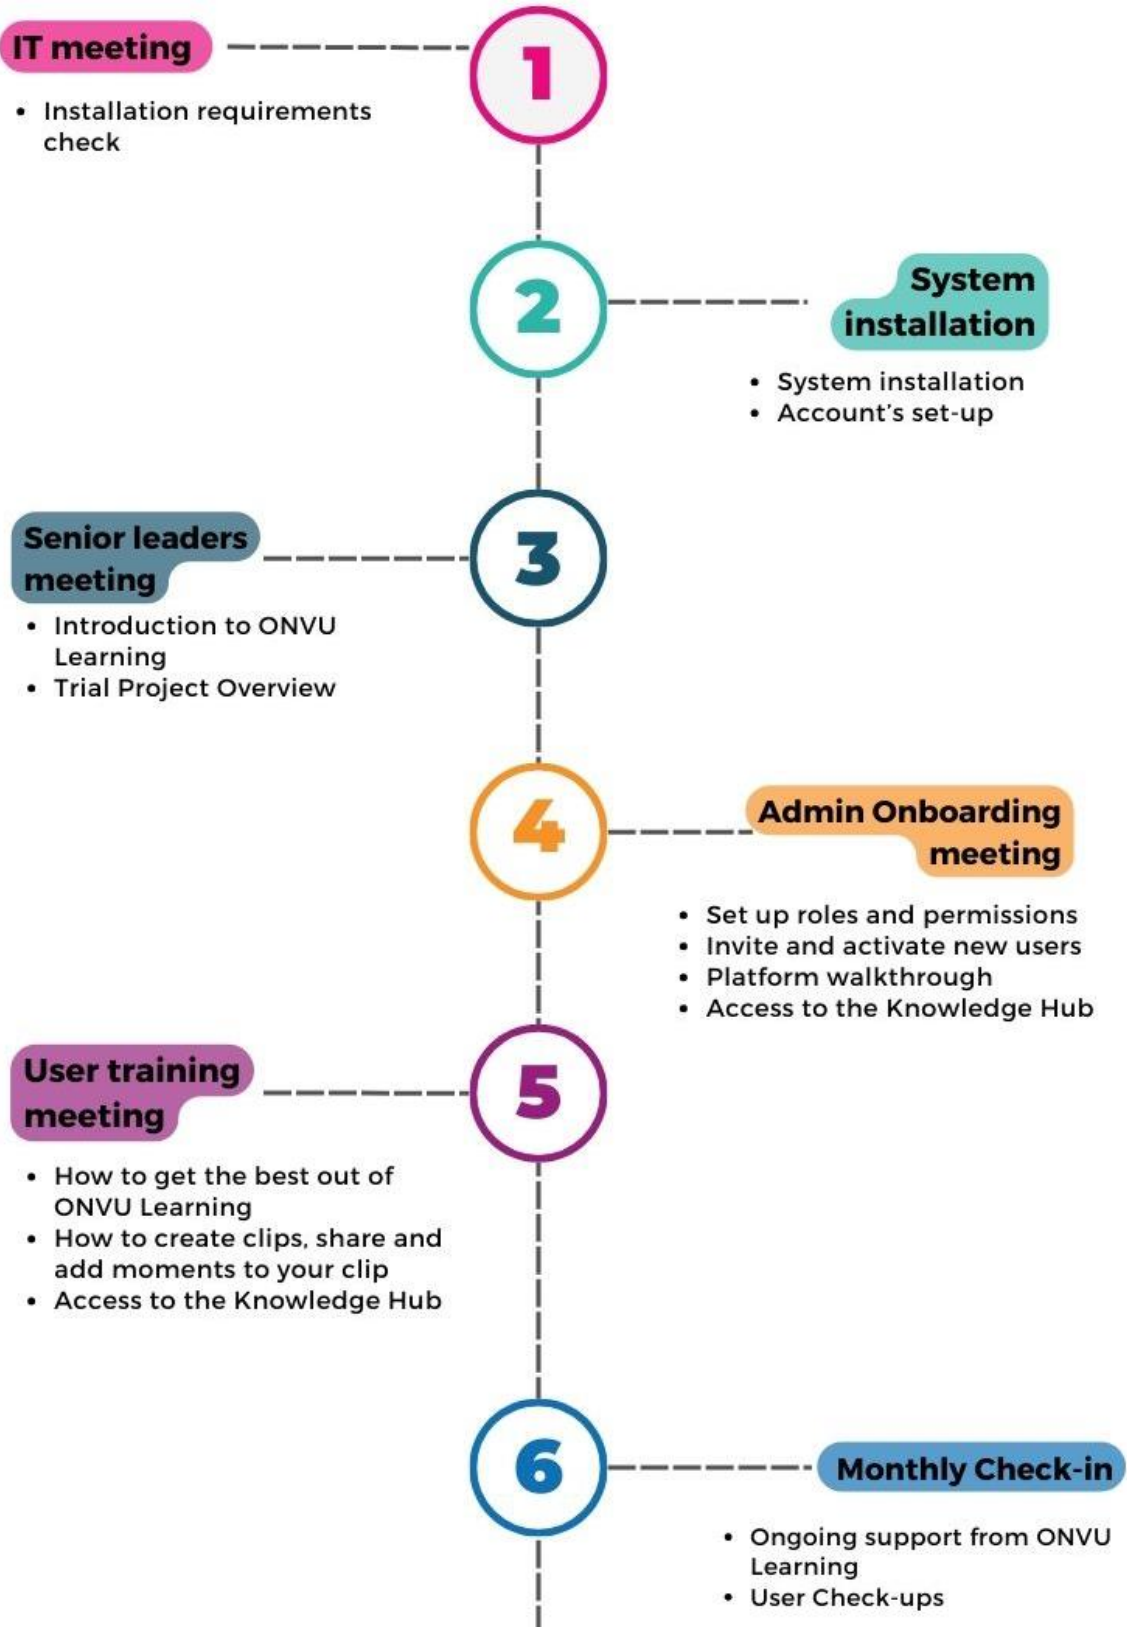 IT meeting
1
• Installation requirements
check
2
System
installation
• System installation
• Account's set-up
Senior leaders
meeting
3
• Introduction to ONVU
Learning
• Trial Project Overview
4
Admin Onboarding
meeting
• Set up roles and permissions
• Invite and activate new users
• Platform walkthrough
• Access to the Knowledge Hub
User training
meeting
5
• How to get the best out of
ONVU Learning
• How to create clips, share and
add moments to your clip
• Access to the Knowledge Hub
6
Monthly Check-in
• Ongoing support from ONVU
Learning
• User Check-ups